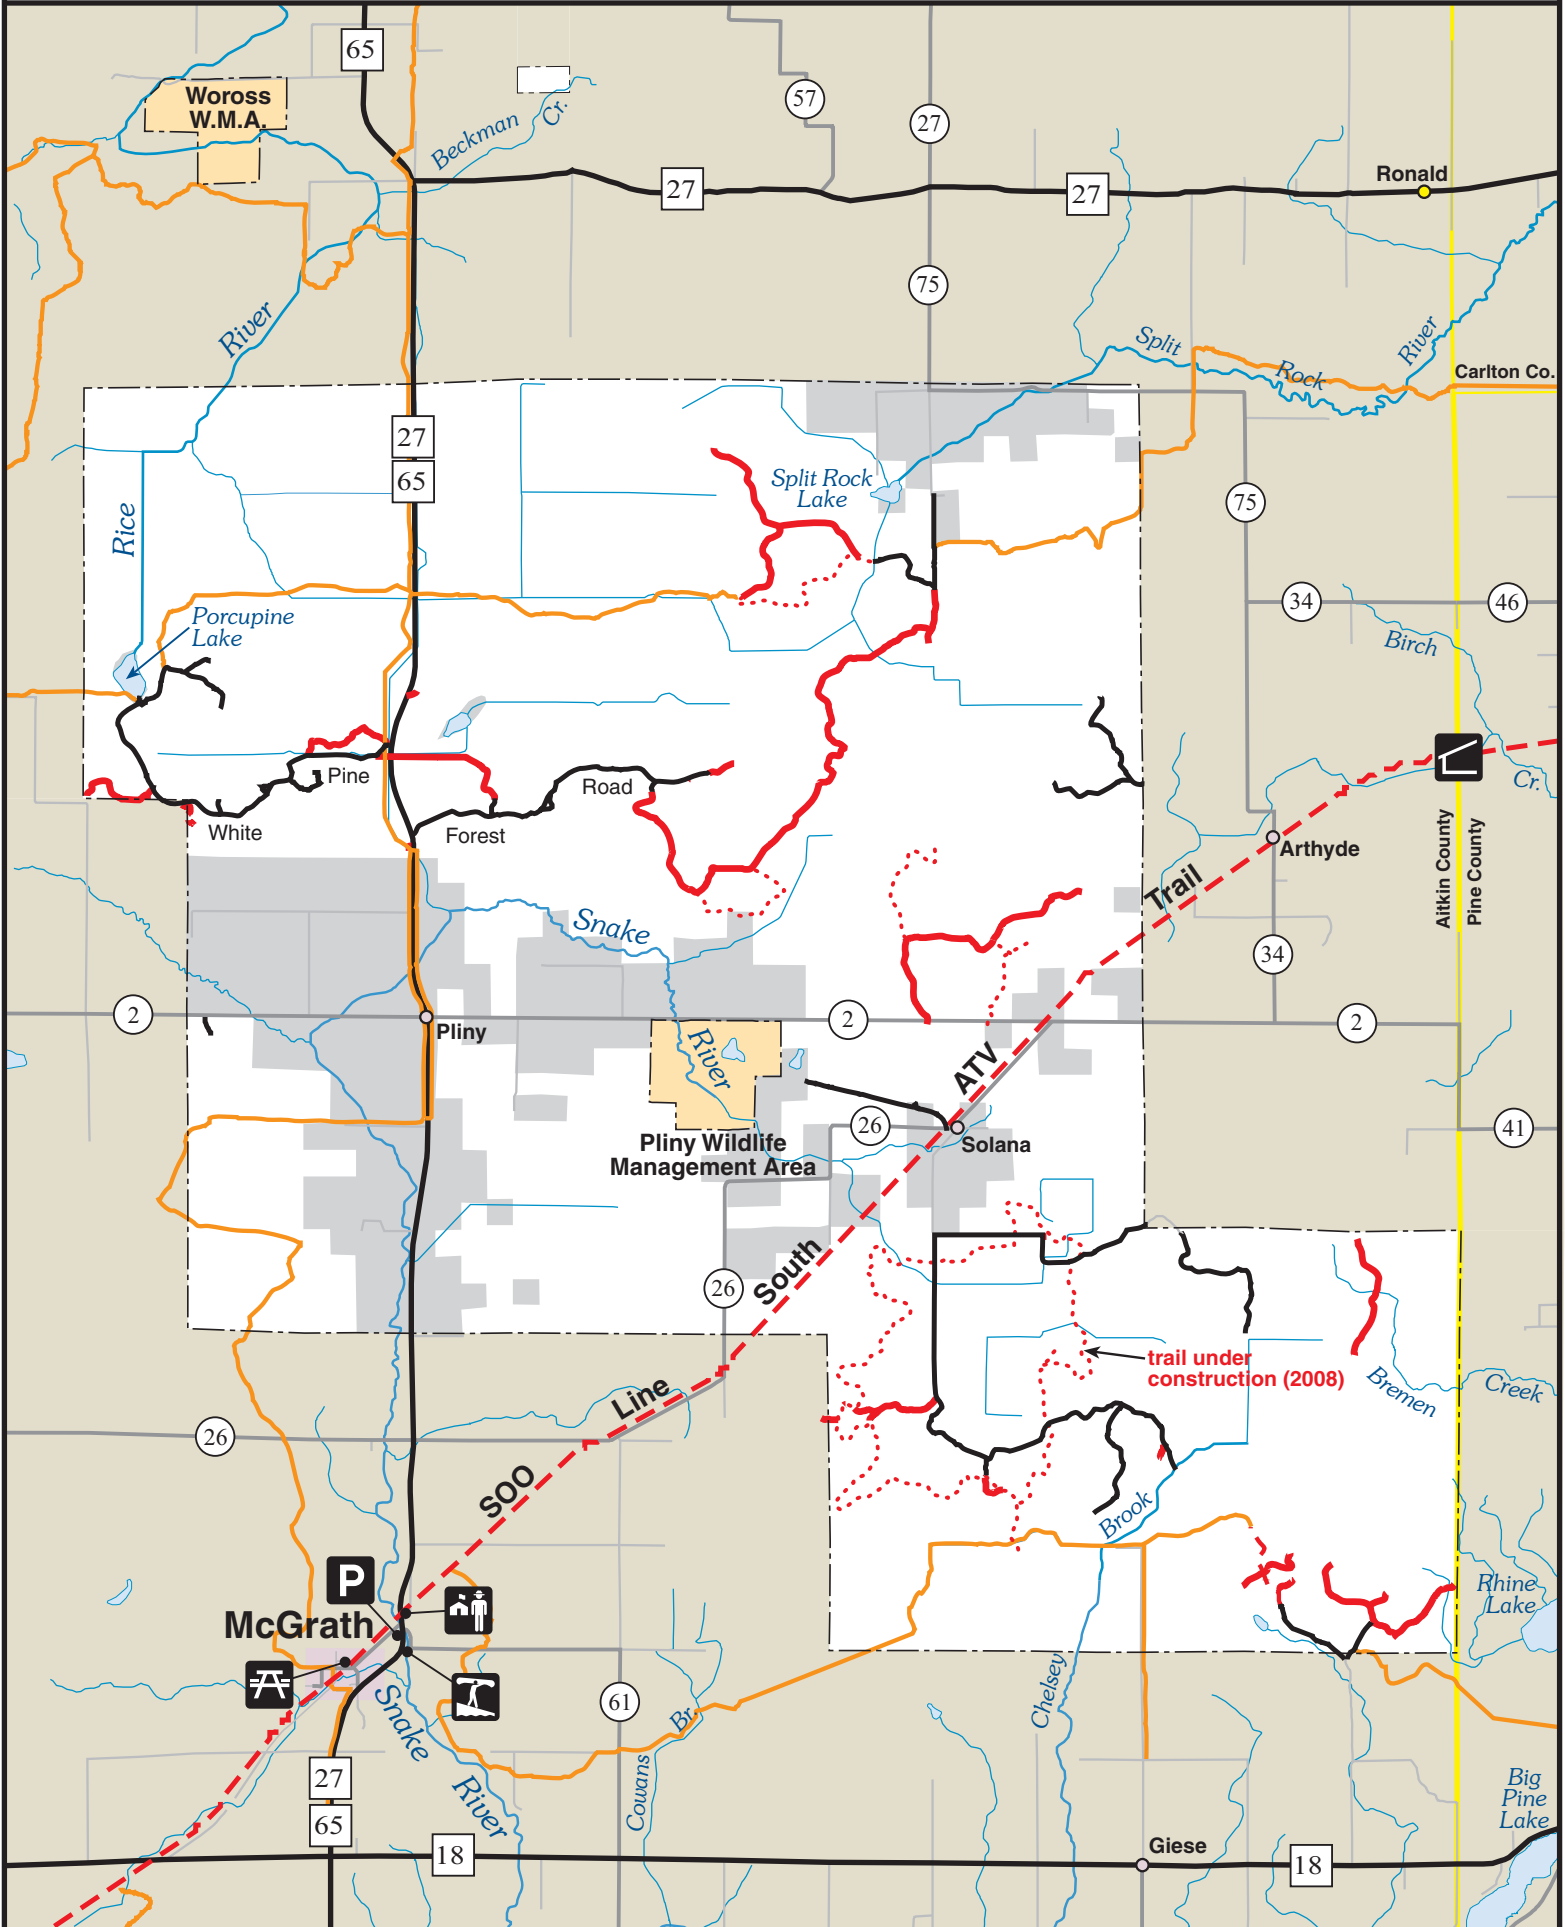 65
Woross
W.M.A.
57
27
Beckman
Cr.
27
27
Ronald
75
River
Split
Rock
River
Carlton Co.
27
65
Split Rock
Lake
Rice
75
34
46
Porcupine
Lake
Birch
Cr.
Pine
Road
White
Forest
Arthyde
Aitkin County
Pine County
Trail
Snake
34
2
Pliny
River
2
2
ATV
26
Solana
41
Pliny Wildlife
Management Area
South
26
trail under
construction (2008)
Line
Bremen
Creek
26
SOO
Brook
P
McGrath
Rhine
Lake
Snake
61
Br.
Chelsey
27
65
River
Cowans
Big
Pine
Lake
18
Giese
18